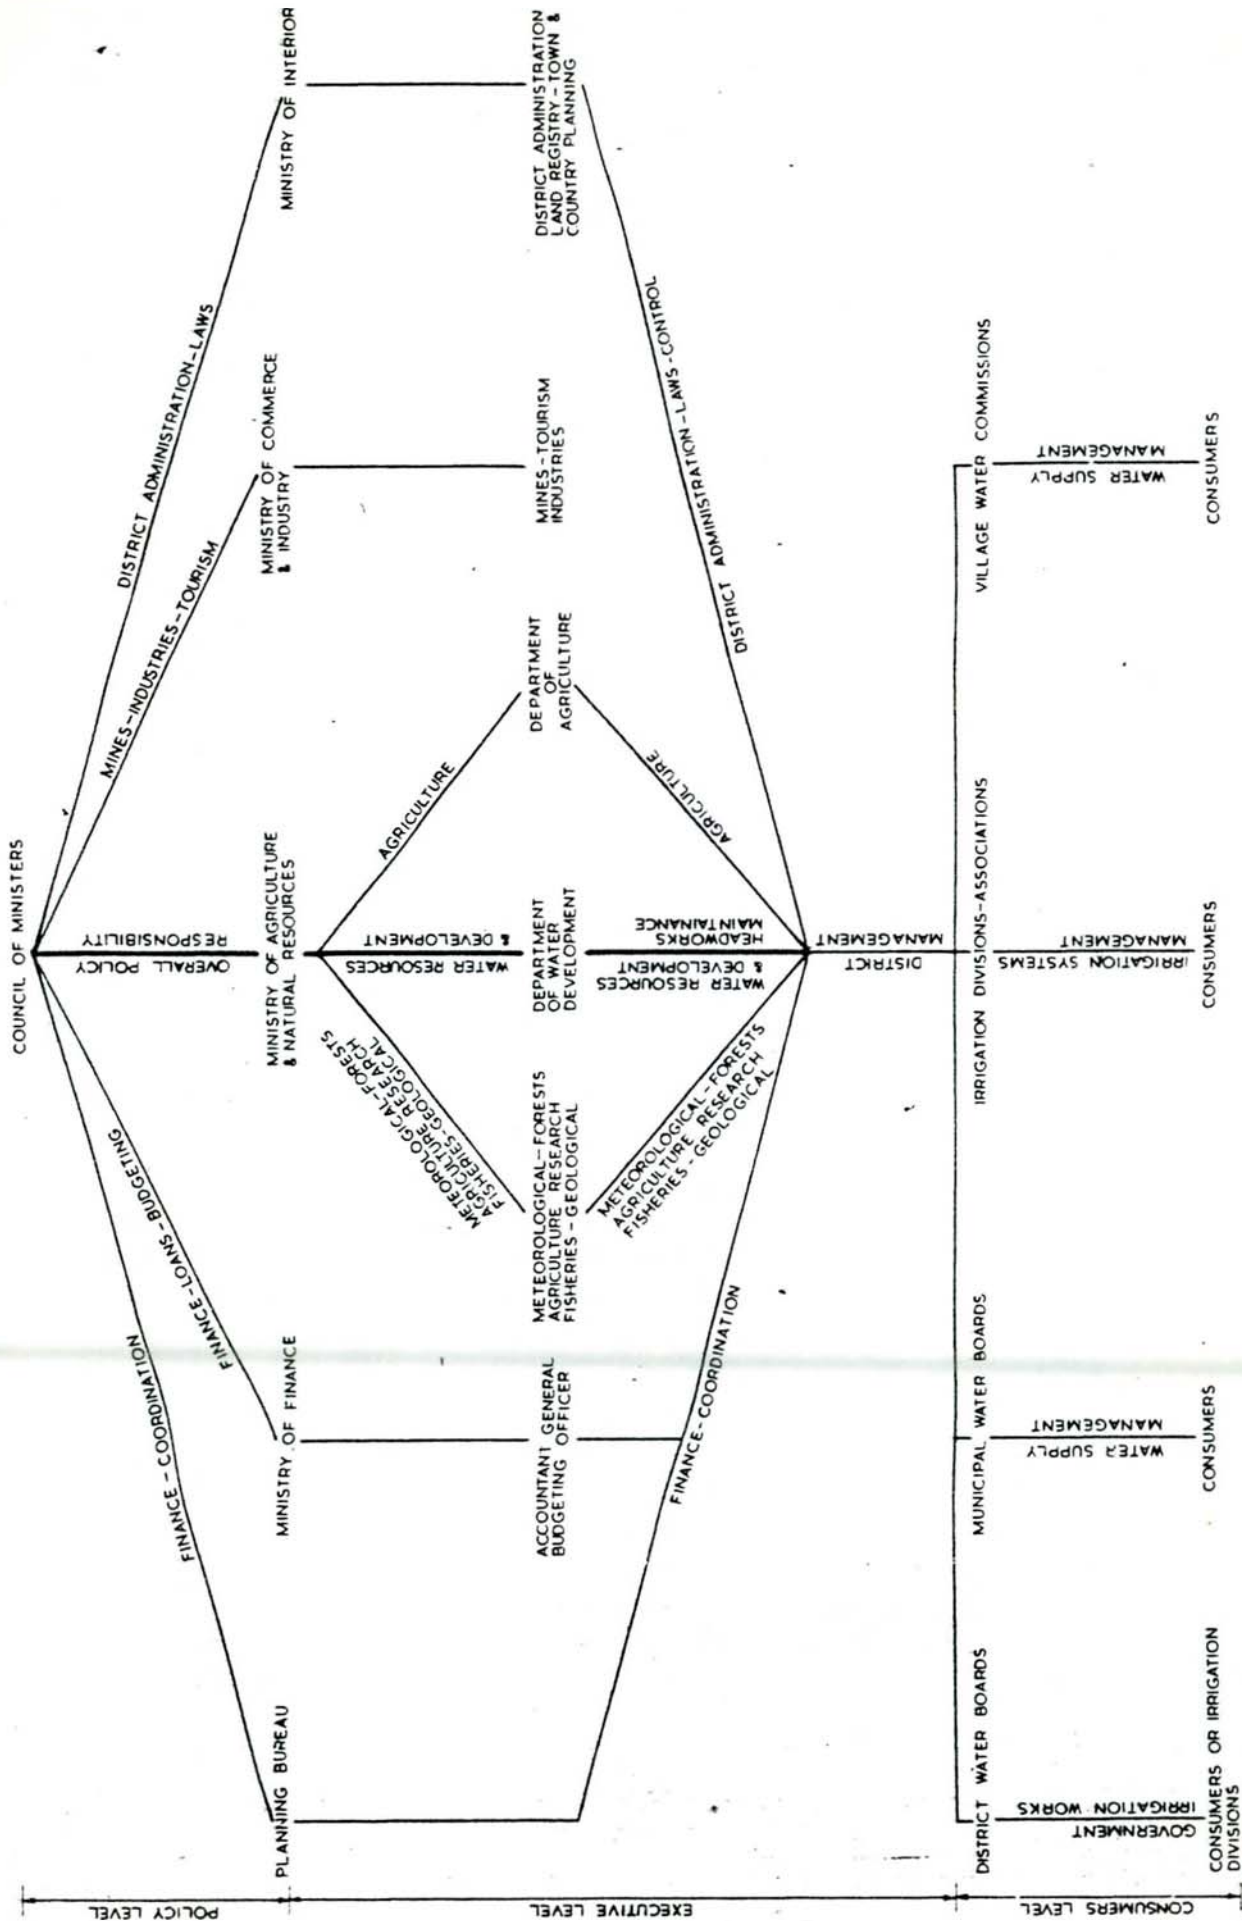 COUNCIL OF MINISTERS
POLICY LEVEL
FINANCE - COORDINATION
FINANCE - LOANS - BUDGETING
OVERALL POLICY
RESPONSIBILITY
MINES-INDUSTRIES-TOURISM
DISTRICT ADMINISTRATION-LAWS
PLANNING BUREAU
MINISTRY OF FINANCE
MINISTRY OF AGRICULTURE
& NATURAL RESOURCES
MINISTRY OF COMMERCE
& INDUSTRY
MINISTRY OF INTERIOR
EXECUTIVE LEVEL
METEOROLOGICAL-FORESTS
AGRICULTURE RESEARCH
FISHERIES-GEOLOGICAL
WATER RESOURCES
& DEVELOPMENT
AGRICULTURE
ACCOUNTANT GENERAL
BUDGETING OFFICER
METEOROLOGICAL-FORESTS
AGRICULTURE RESEARCH
FISHERIES - GEOLOGICAL
DEPARTMENT
OF WATER
DEVELOPMENT
DEPARTMENT
OF
AGRICULTURE
MINES-TOURISM
INDUSTRIES
DISTRICT ADMINISTRATION
LAND REGISTRY-TOWN &
COUNTRY PLANNING
FINANCE-COORDINATION
METEOROLOGICAL-FORESTS
AGRICULTURE RESEARCH
FISHERIES - GEOLOGICAL
WATER RESOURCES
& DEVELOPMENT
HEADWORKS
MAINTAINANCE
AGRICULTURE
DISTRICT ADMINISTRATION-LAWS-CONTROL
DISTRICT
MANAGEMENT
CONSUMERS LEVEL
DISTRICT WATER BOARDS
MUNICIPAL WATER BOARDS
IRRIGATION DIVISIONS-ASSOCIATIONS
VILLAGE WATER COMMISSIONS
GOVERNMENT
IRRIGATION WORKS
WATER SUPPLY
MANAGEMENT
IRRIGATION SYSTEMS
MANAGEMENT
WATER SUPPLY
MANAGEMENT
CONSUMERS OR IRRIGATION
DIVISIONS
CONSUMERS
CONSUMERS
CONSUMERS